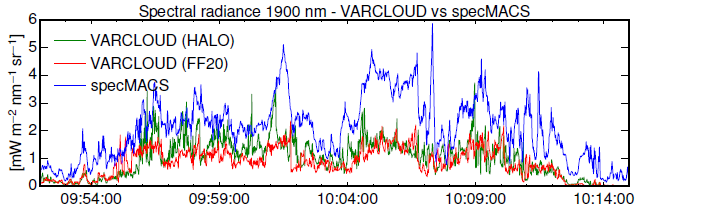 Spectral radiance 1900 nm - VARCLOUD vs specMACS
[mW m⁻² nm⁻¹ sr⁻¹]
6
5
4
3
2
1
0
VARCLOUD (HALO)
VARCLOUD (FF20)
specMACS
09:54:00 09:59:00 10:04:00 10:09:00 10:14:00